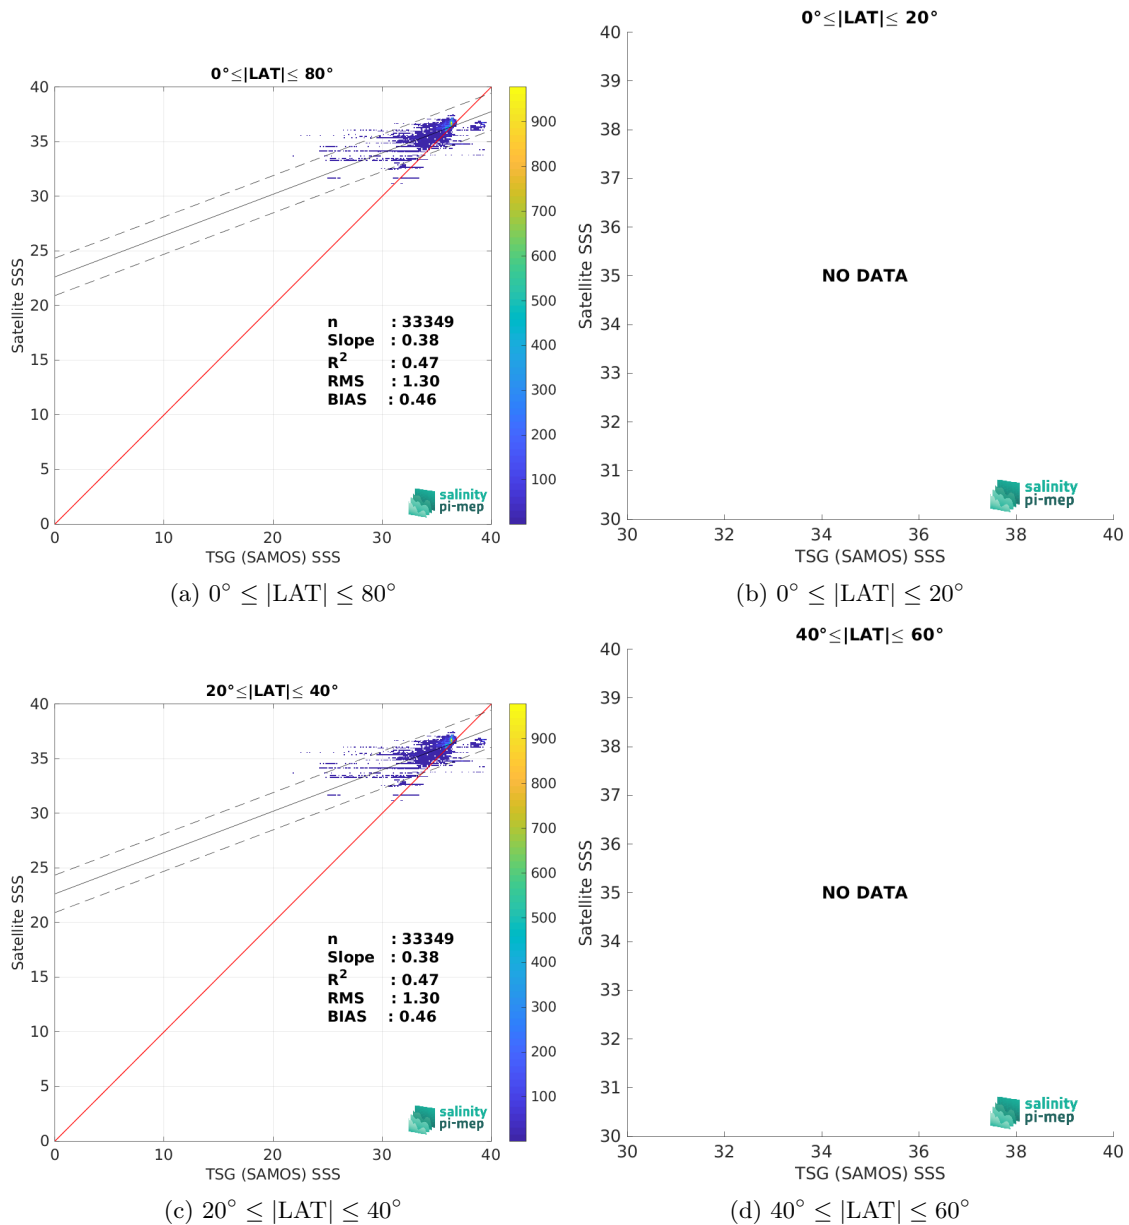 0°≤|LAT|≤ 80°
40
35
30
25
20
15
10
5
0
Satellite SSS
0 10 20 30 40
TSG (SAMOS) SSS
n : 33349
Slope : 0.38
R² : 0.47
RMS : 1.30
BIAS : 0.46
salinity
pi-mep
900
800
700
600
500
400
300
200
100
(a) 0° ≤ |LAT| ≤ 80°
0°≤|LAT|≤ 20°
40
39
38
37
36
35
34
33
32
31
30
Satellite SSS
NO DATA
salinity
pi-mep
30 32 34 36 38 40
TSG (SAMOS) SSS
(b) 0° ≤ |LAT| ≤ 20°
20°≤|LAT|≤ 40°
40
35
30
25
20
15
10
5
0
Satellite SSS
0 10 20 30 40
TSG (SAMOS) SSS
n : 33349
Slope : 0.38
R² : 0.47
RMS : 1.30
BIAS : 0.46
salinity
pi-mep
900
800
700
600
500
400
300
200
100
(c) 20° ≤ |LAT| ≤ 40°
40°≤|LAT|≤ 60°
40
39
38
37
36
35
34
33
32
31
30
Satellite SSS
NO DATA
salinity
pi-mep
30 32 34 36 38 40
TSG (SAMOS) SSS
(d) 40° ≤ |LAT| ≤ 60°